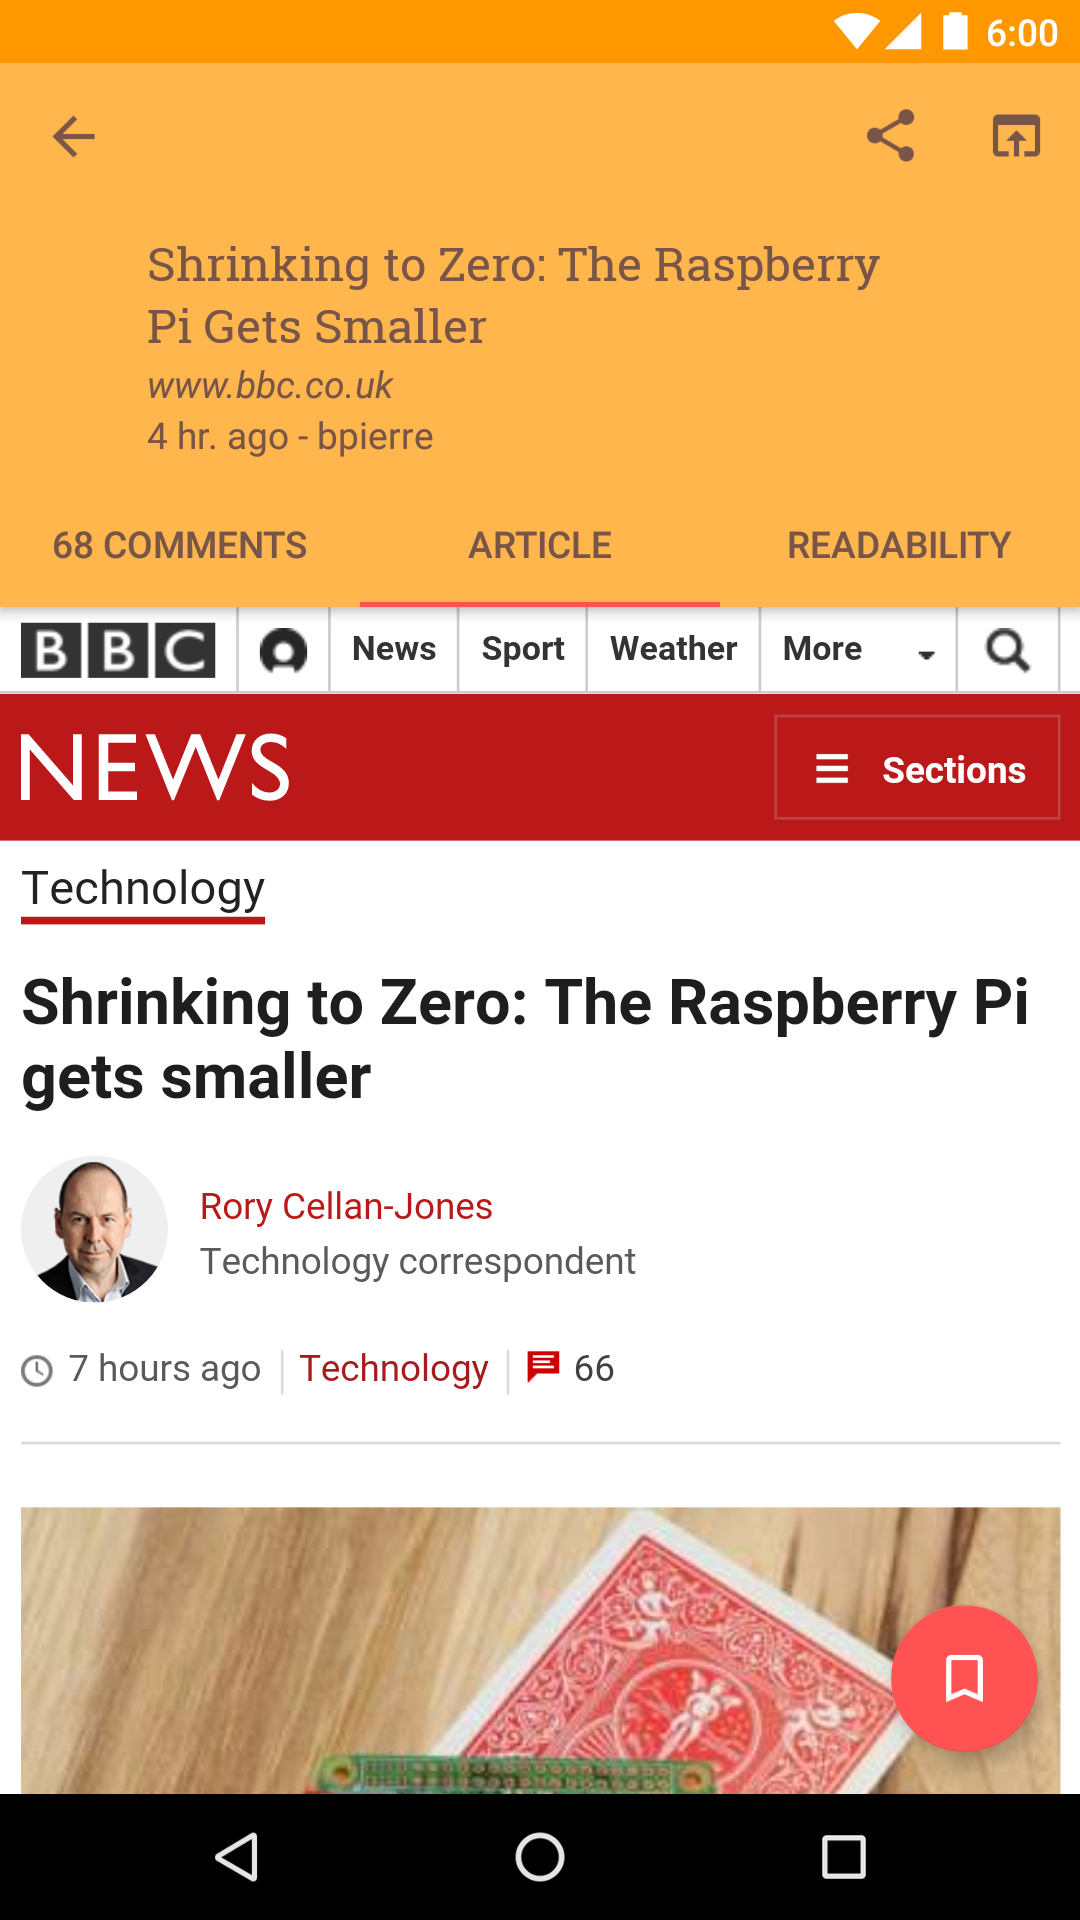 6:00
Shrinking to Zero: The Raspberry
Pi Gets Smaller
www.bbc.co.uk
4 hr. ago - bpierre
68 COMMENTS ARTICLE READABILITY
BBC News Sport Weather More
NEWS Sections
Technology
Shrinking to Zero: The Raspberry Pi
gets smaller
Rory Cellan-Jones
Technology correspondent
7 hours ago Technology 66